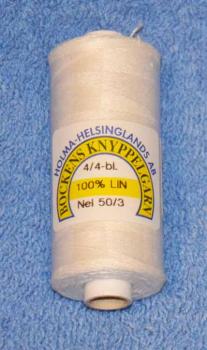 HOLMA-HELSINGLANDS AB
BOCKENS KNYPPELGARN
4/4-bl.
100% LIN
Nel 50/3